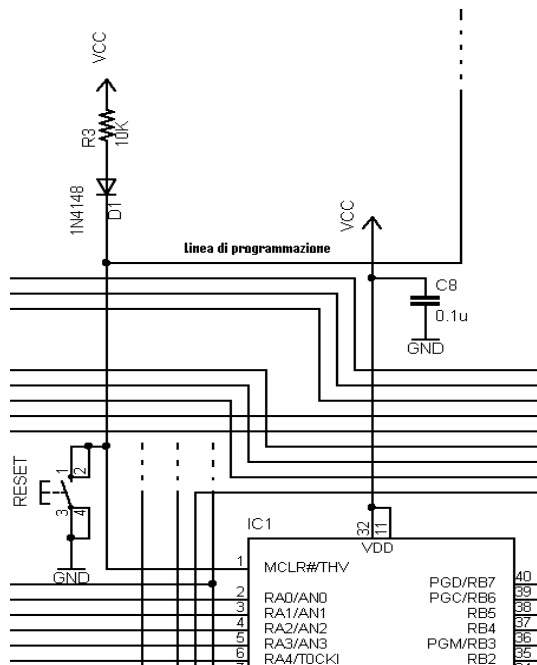 VCC
R3
10K
1N4148
D1
VCC
Linea di programmazione
C8
0.1u
GND
RESET
1
2
3
4
GND
IC1
32
11
VDD
1
MCLR#/THV
2
RA0/AN0
3
RA1/AN1
4
RA2/AN2
5
RA3/AN3
6
RA4/T0CKI
PGD/RB7
40
PGC/RB6
39
RB5
38
RB4
37
PGM/RB3
36
RB2
35